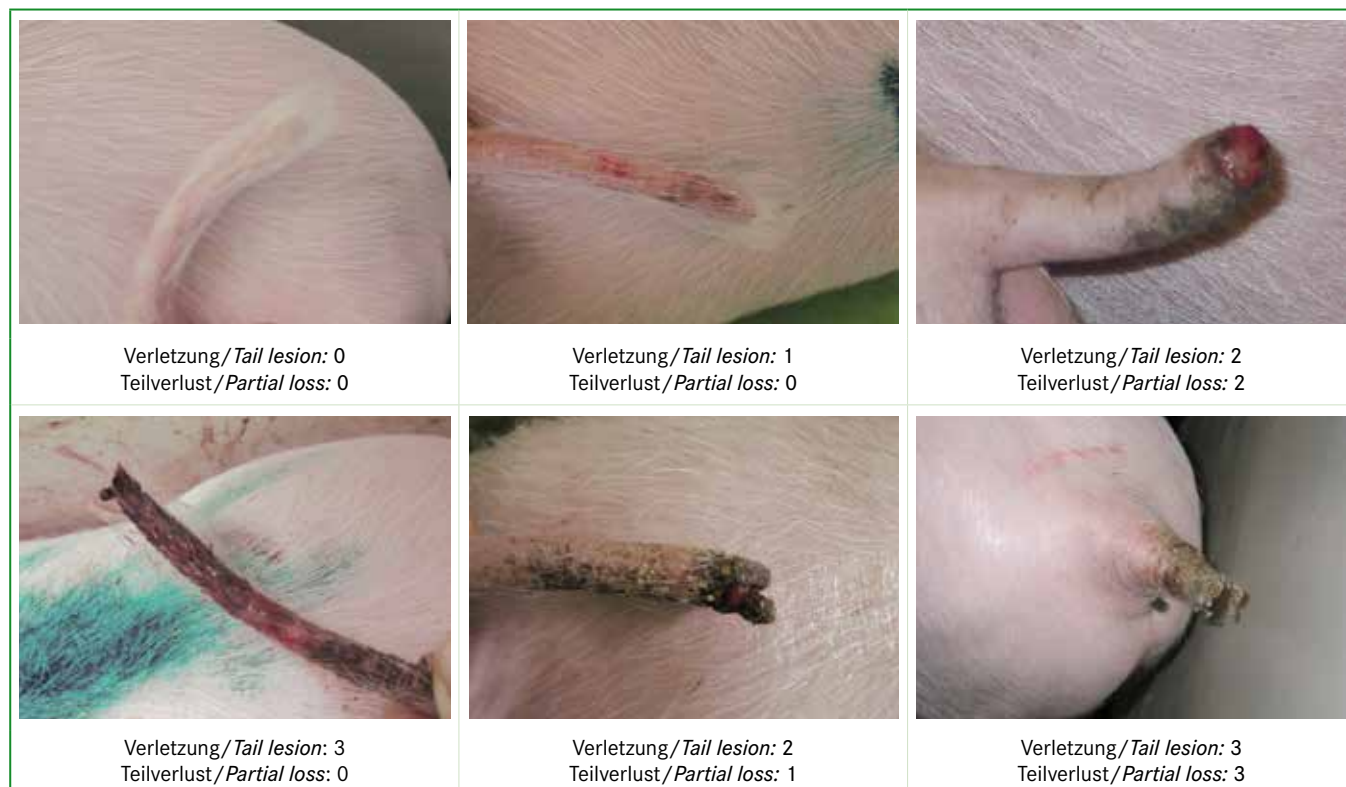 Verletzung/Tail lesion: 0
Teilverlust/Partial loss: 0
Verletzung/Tail lesion: 1
Teilverlust/Partial loss: 0
Verletzung/Tail lesion: 2
Teilverlust/Partial loss: 2
Verletzung/Tail lesion: 3
Teilverlust/Partial loss: 0
Verletzung/Tail lesion: 2
Teilverlust/Partial loss: 1
Verletzung/Tail lesion: 3
Teilverlust/Partial loss: 3